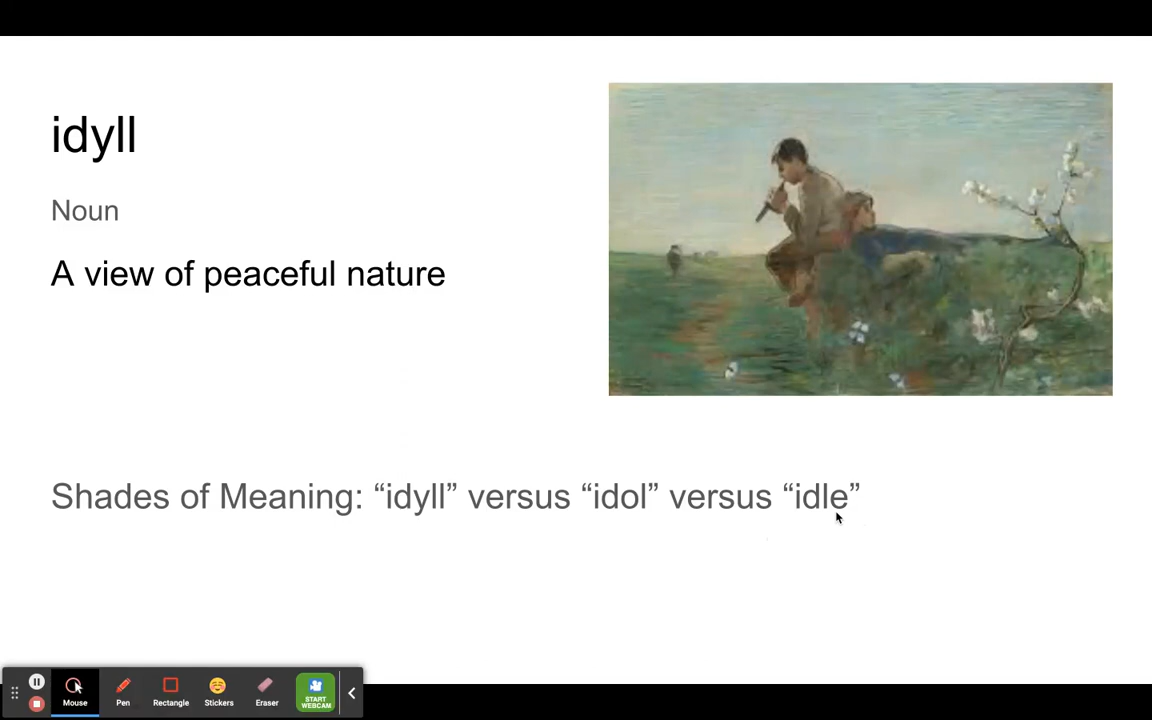 idyll
Noun
A view of peaceful nature
Shades of Meaning: “idyll” versus “idol” versus “idle”
Mouse
Pen
Rectangle
Stickers
Eraser
START
WEBCAM